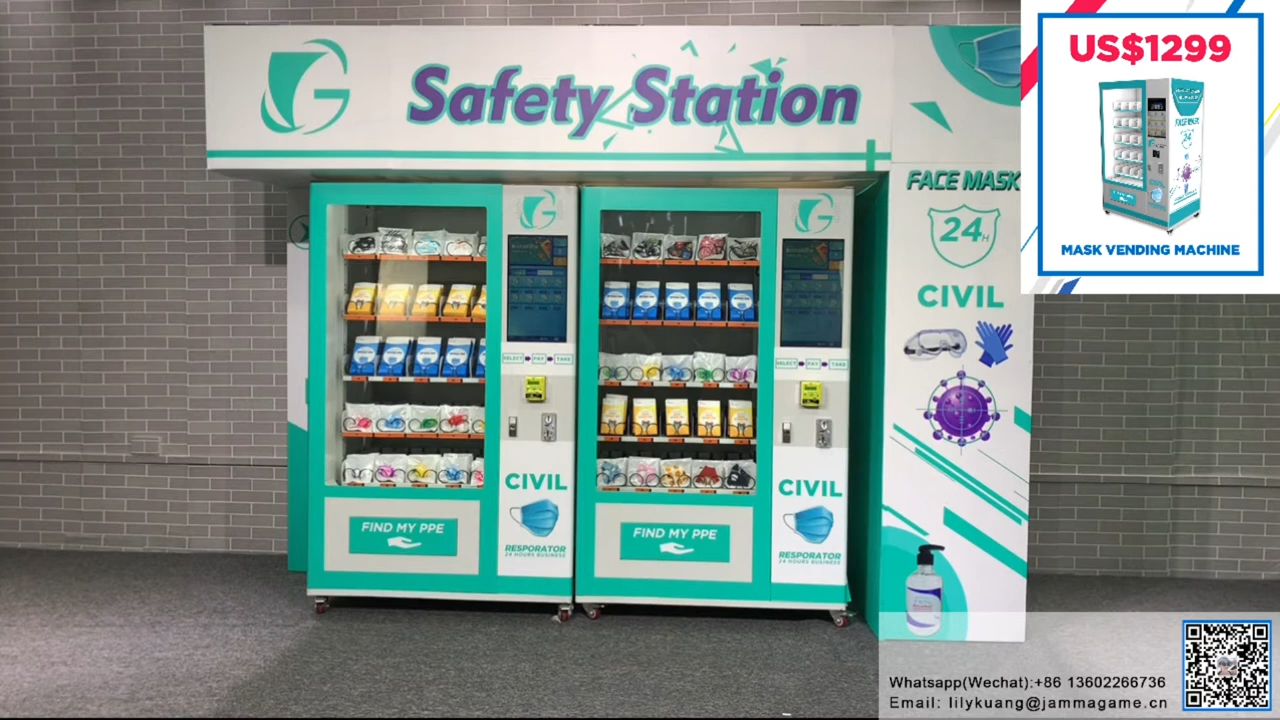 Safety Station
FACE MASK
24H
CIVIL
SELECT PAY TAKE
CIVIL
RESPORATOR
24 HOURS BUSINESS
FIND MY PPE
SELECT PAY TAKE
CIVIL
RESPORATOR
24 HOURS BUSINESS
FIND MY PPE
US$1299
MASK VENDING MACHINE
Whatsapp(Wechat):+86 13602266736
Email: lilykuang@jammagame.cn